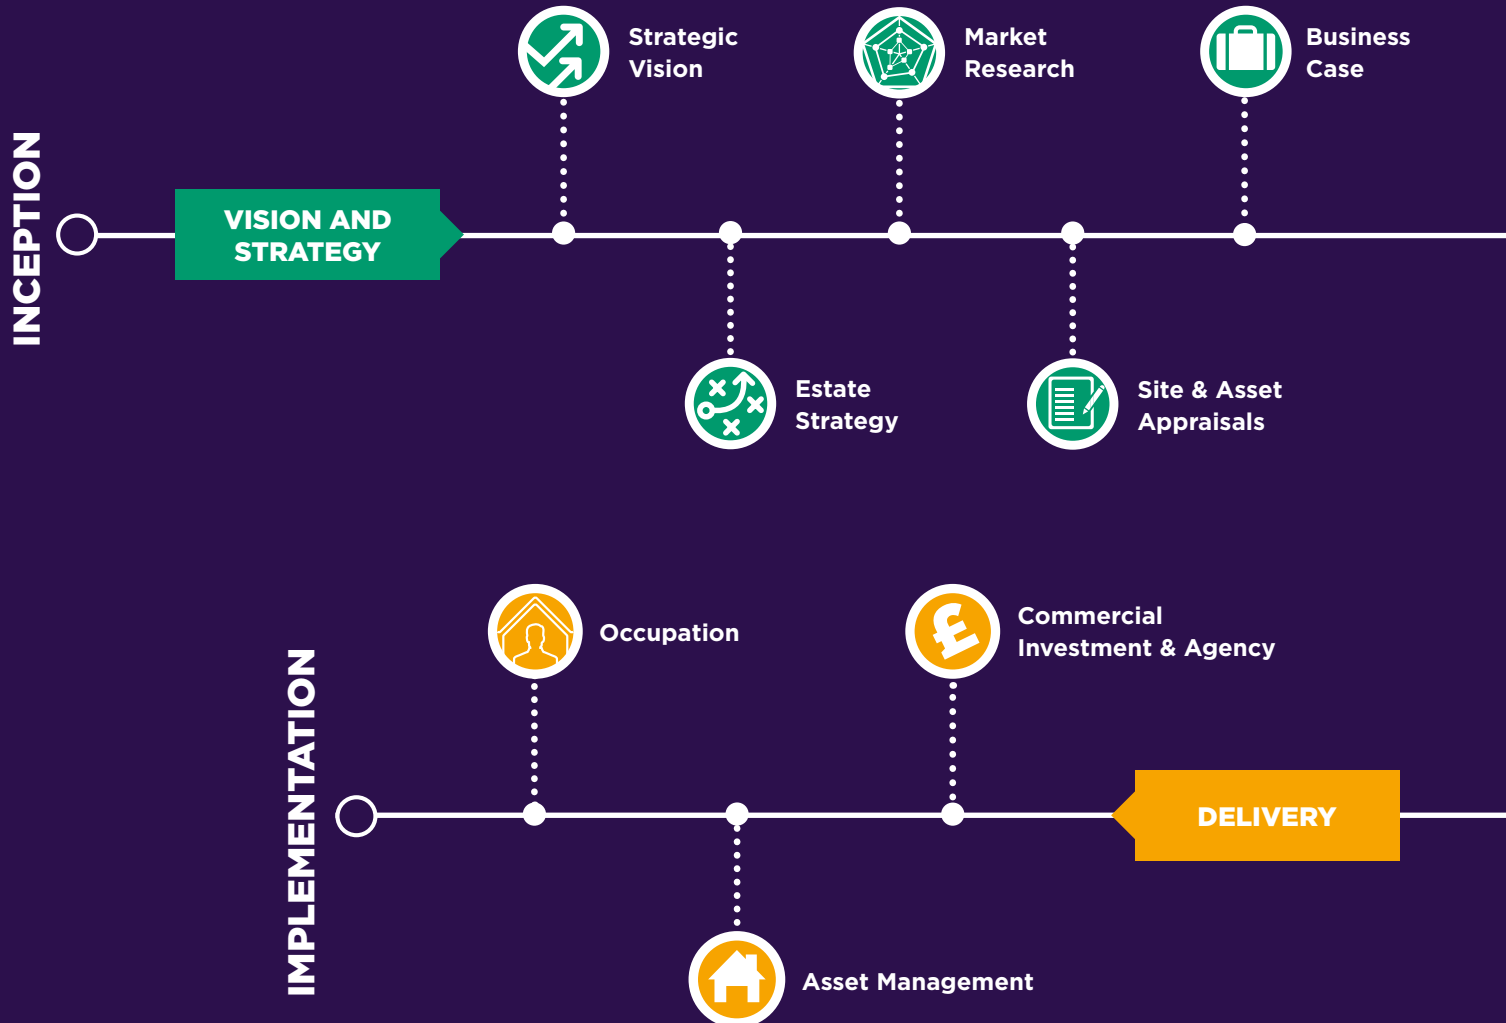 INCEPTION
VISION AND
STRATEGY
Strategic
Vision
Estate
Strategy
Market
Research
Site & Asset
Appraisals
Business
Case
IMPLEMENTATION
Occupation
Asset Management
Commercial
Investment & Agency
£
DELIVERY